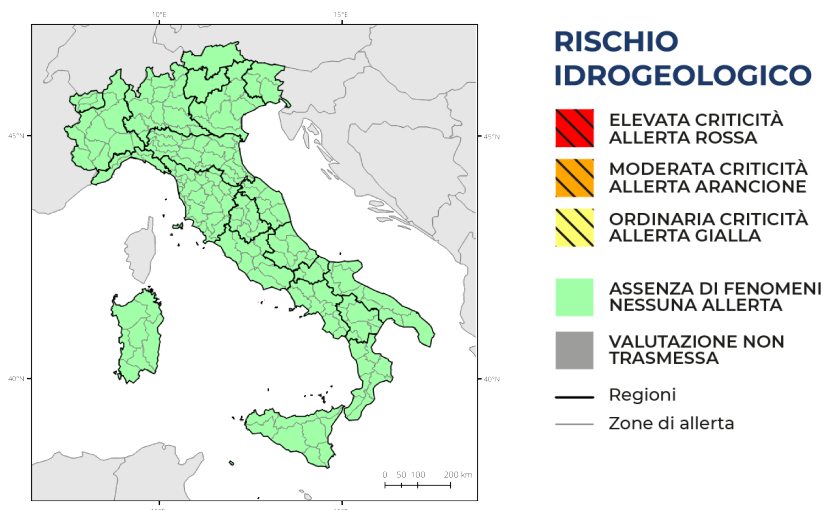 10°E 15°E
RISCHIO
IDROGEOLOGICO
ELEVATA CRITICITÀ
ALLERTA ROSSA
45°N 45°N
MODERATA CRITICITÀ
ALLERTA ARANCIONE
ORDINARIA CRITICITÀ
ALLERTA GIALLA
ASSENZA DI FENOMENI
NESSUNA ALLERTA
VALUTAZIONE NON
TRASMESSA
40°N 40°N
Regioni
Zone di allerta
0 50 100 200 km